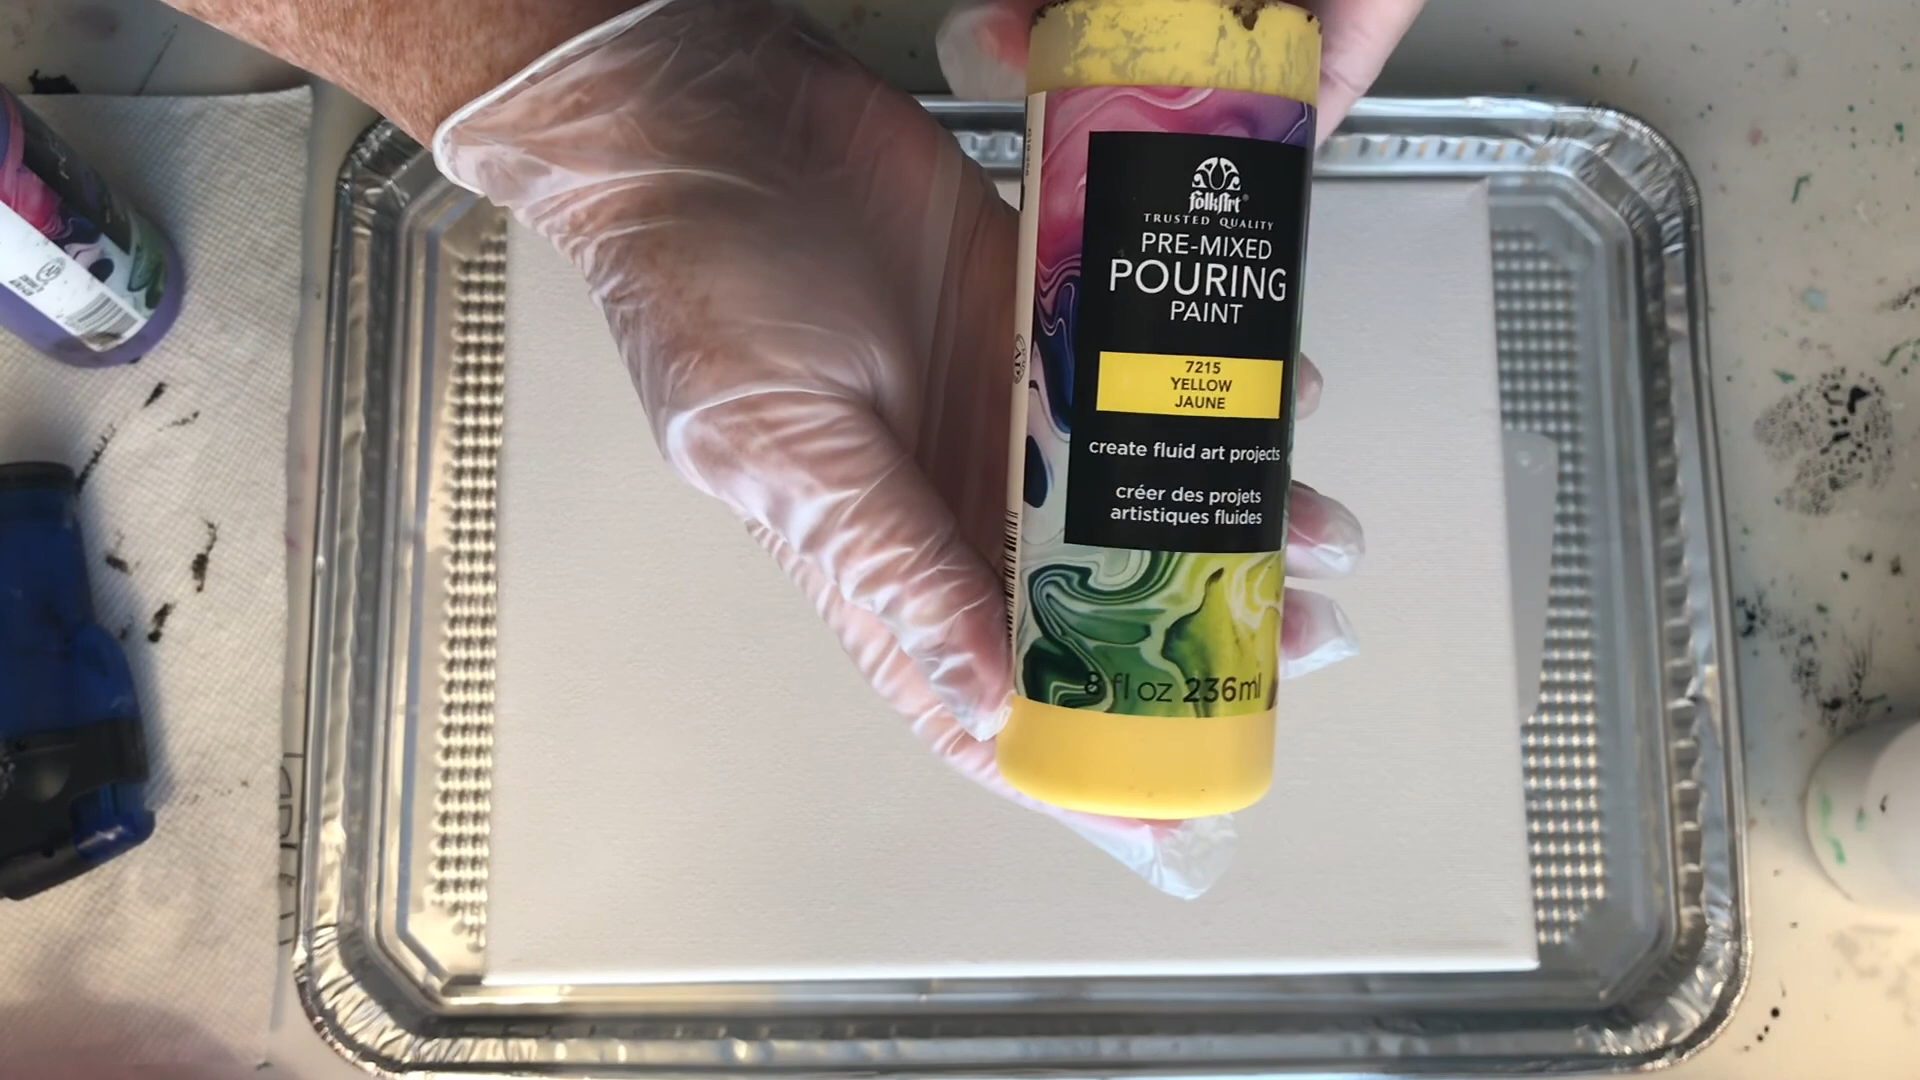 folkArt®
TRUSTED QUALITY
PRE-MIXED
POURING
PAINT
7215
YELLOW
JAUNE
create fluid art projects
créer des projets
artistiques fluides
8 fl oz 236ml